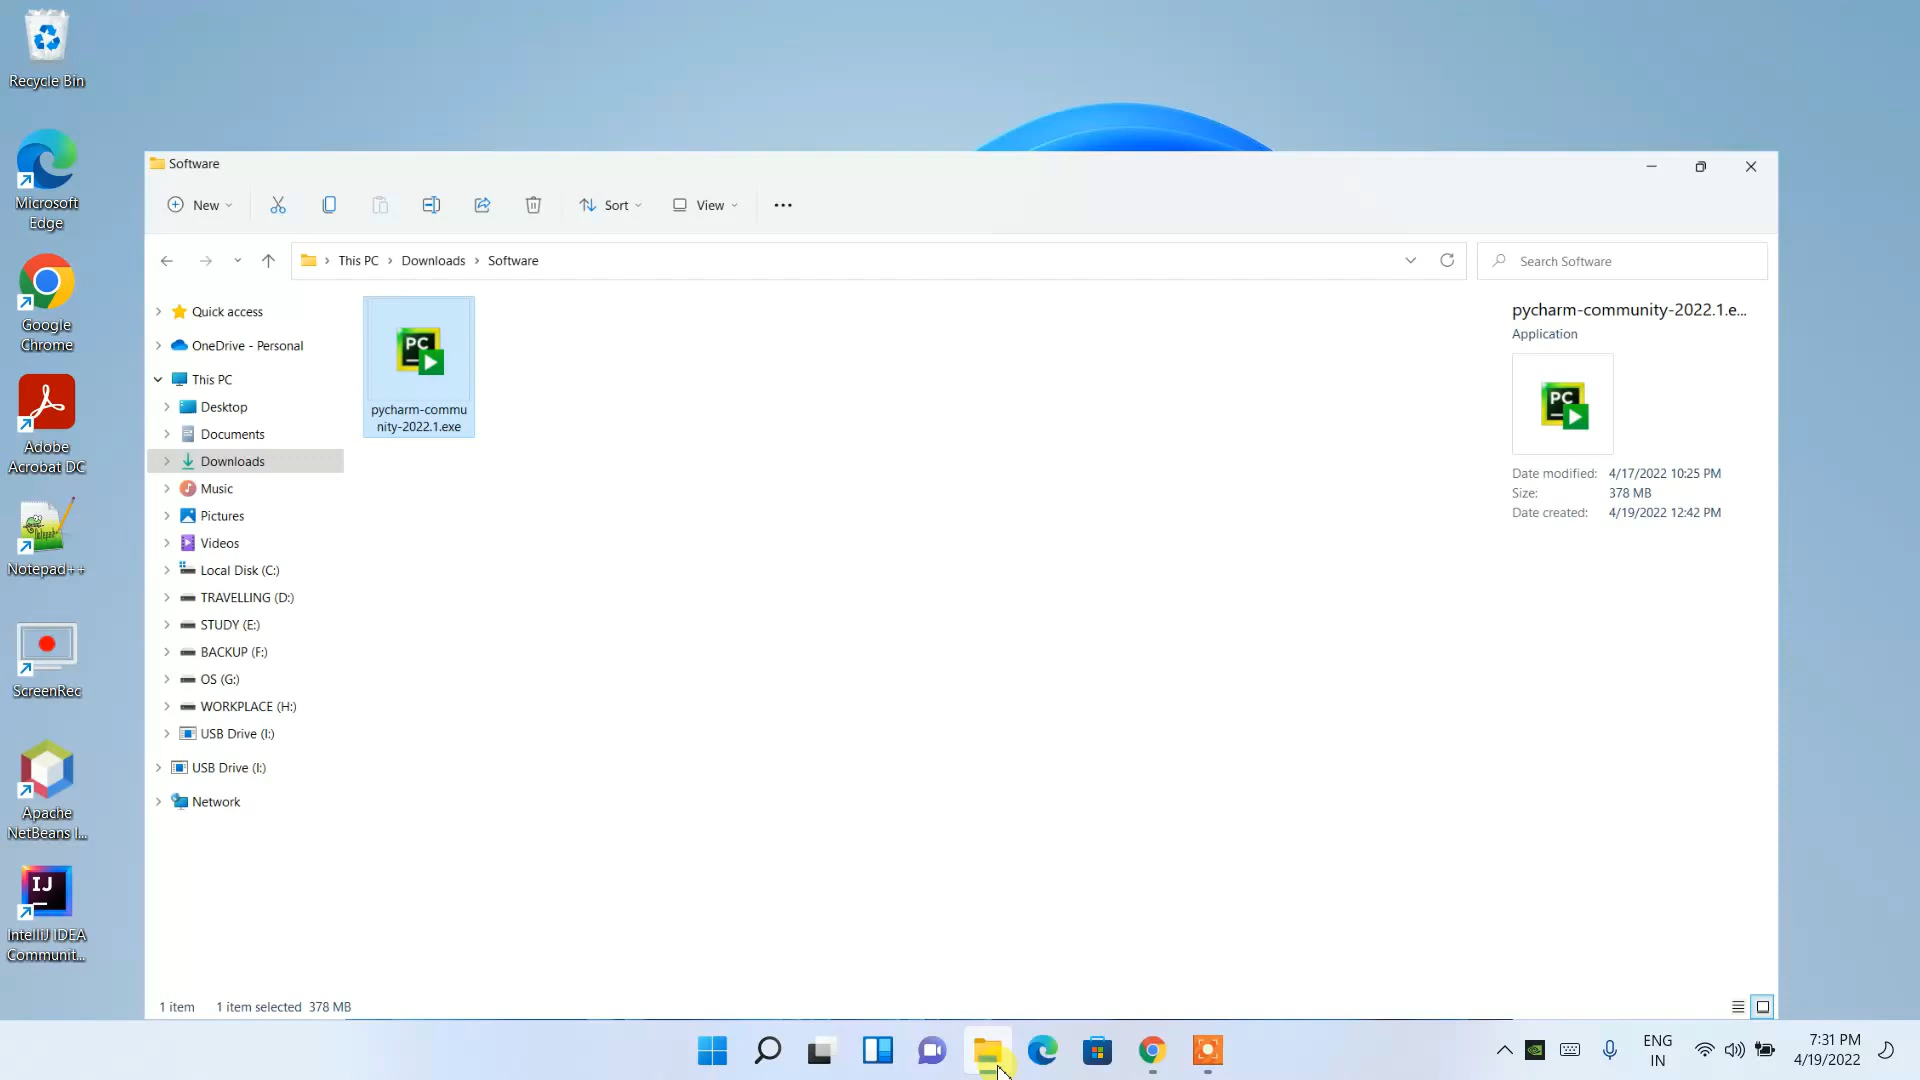 Recycle Bin
Microsoft
Edge
Google
Chrome
Adobe
Acrobat DC
Notepad++
ScreenRec
Apache
NetBeans I...
IJ
IntelliJ IDEA
Communit...
Software
New
Sort
View
This PC
Downloads
Software
Search Software
Quick access
OneDrive - Personal
This PC
Desktop
Documents
Downloads
Music
Pictures
Videos
Local Disk (C:)
TRAVELLING (D:)
STUDY (E:)
BACKUP (F:)
OS (G:)
WORKPLACE (H:)
USB Drive (I:)
USB Drive (I:)
Network
PC
pycharm-commu
nity-2022.1.exe
pycharm-community-2022.1.e...
Application
PC
Date modified: 4/17/2022 10:25 PM
Size: 378 MB
Date created: 4/19/2022 12:42 PM
1 item 1 item selected 378 MB
ENG
IN
7:31 PM
4/19/2022